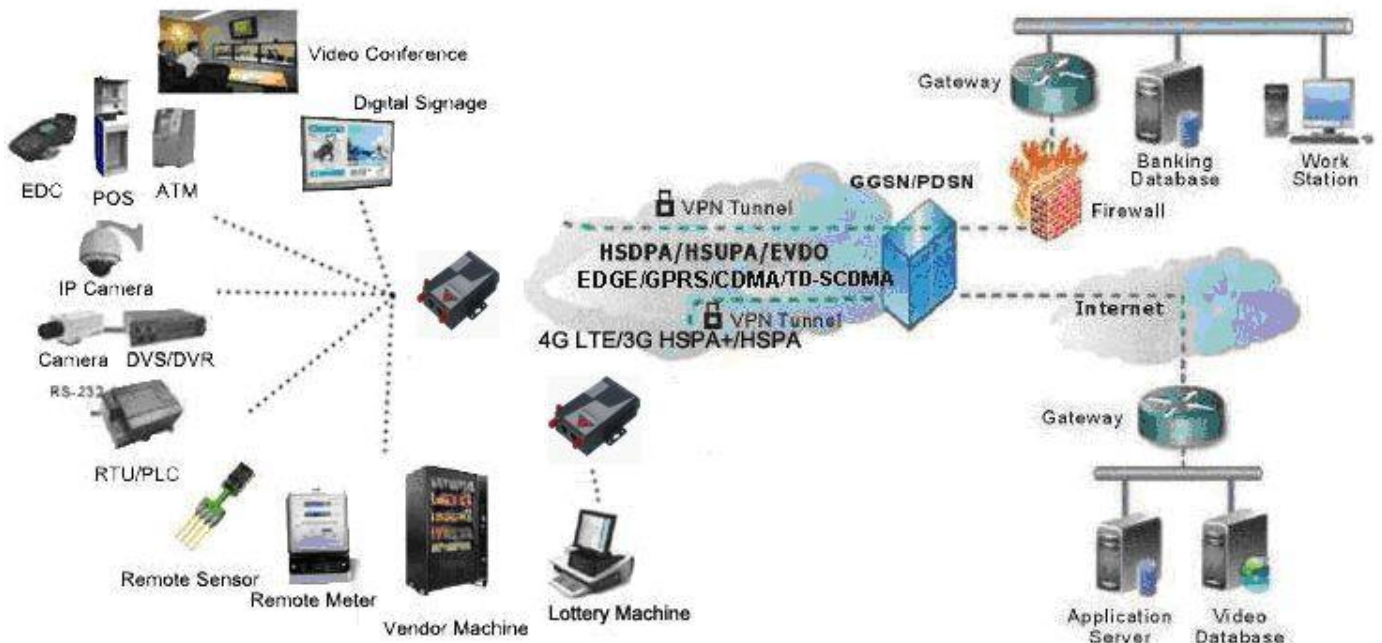 Video Conference
Digital Signage
EDC
POS
ATM
IP Camera
Camera
DVS/DVR
RS-232
RTU/PLC
Remote Sensor
Remote Meter
Vendor Machine
Lottery Machine
GGSN/PDSN
VPN Tunnel
HSDPA/HSUPA/EVDO
EDGE/GPRS/CDMA/TD-SCDMA
VPN Tunnel
4G LTE/3G HSPA+/HSPA
Gateway
Banking
Database
Work
Station
Firewall
Internet
Gateway
Application
Server
Video
Database